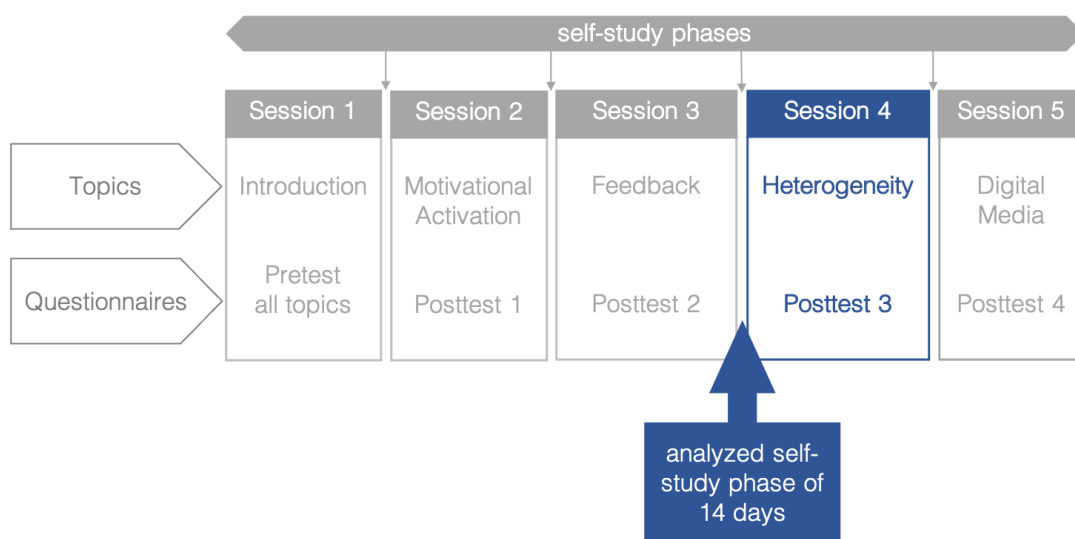 self-study phases
Session 1
Session 2
Session 3
Session 4
Session 5
Topics
Introduction
Motivational
Activation
Feedback
Heterogeneity
Digital
Media
Questionnaires
Pretest
all topics
Posttest 1
Posttest 2
Posttest 3
Posttest 4
analyzed self-
study phase of
14 days